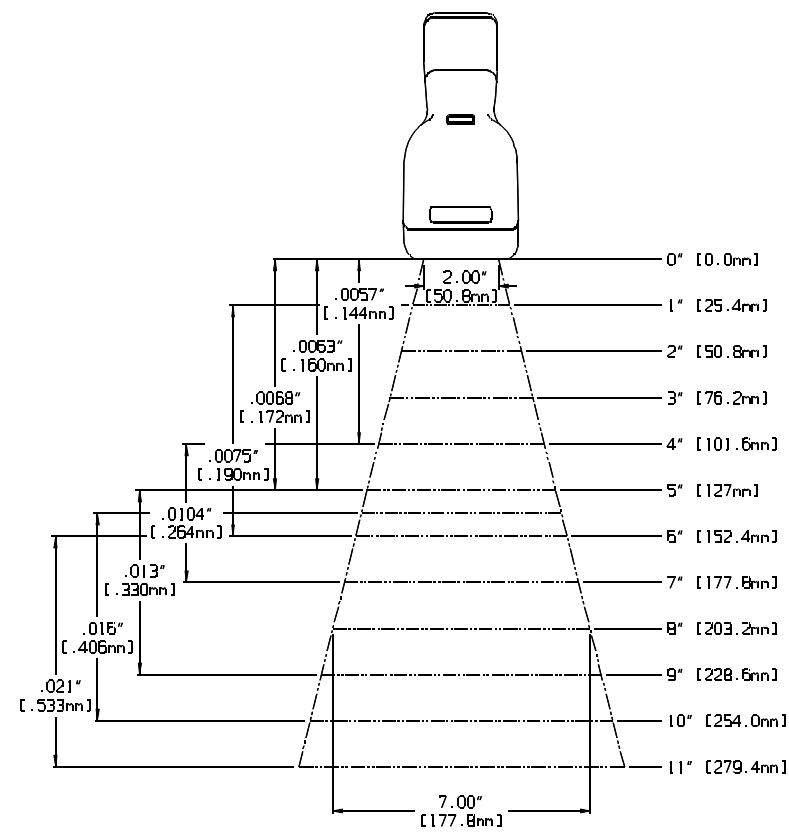 0" [0.0mm]
2.00"
[50.8mm]
.0057"
[.144mm]
1" [25.4mm]
.0063"
[.160mm]
2" [50.8mm]
.0068"
[.172mm]
3" [76.2mm]
4" [101.6mm]
.0075"
[.190mm]
5" [127mm]
.0104"
[.264mm]
6" [152.4mm]
.013"
[.330mm]
7" [177.8mm]
.016"
[.406mm]
8" [203.2mm]
9" [228.6mm]
.021"
[.533mm]
10" [254.0mm]
11" [279.4mm]
7.00"
[177.8mm]